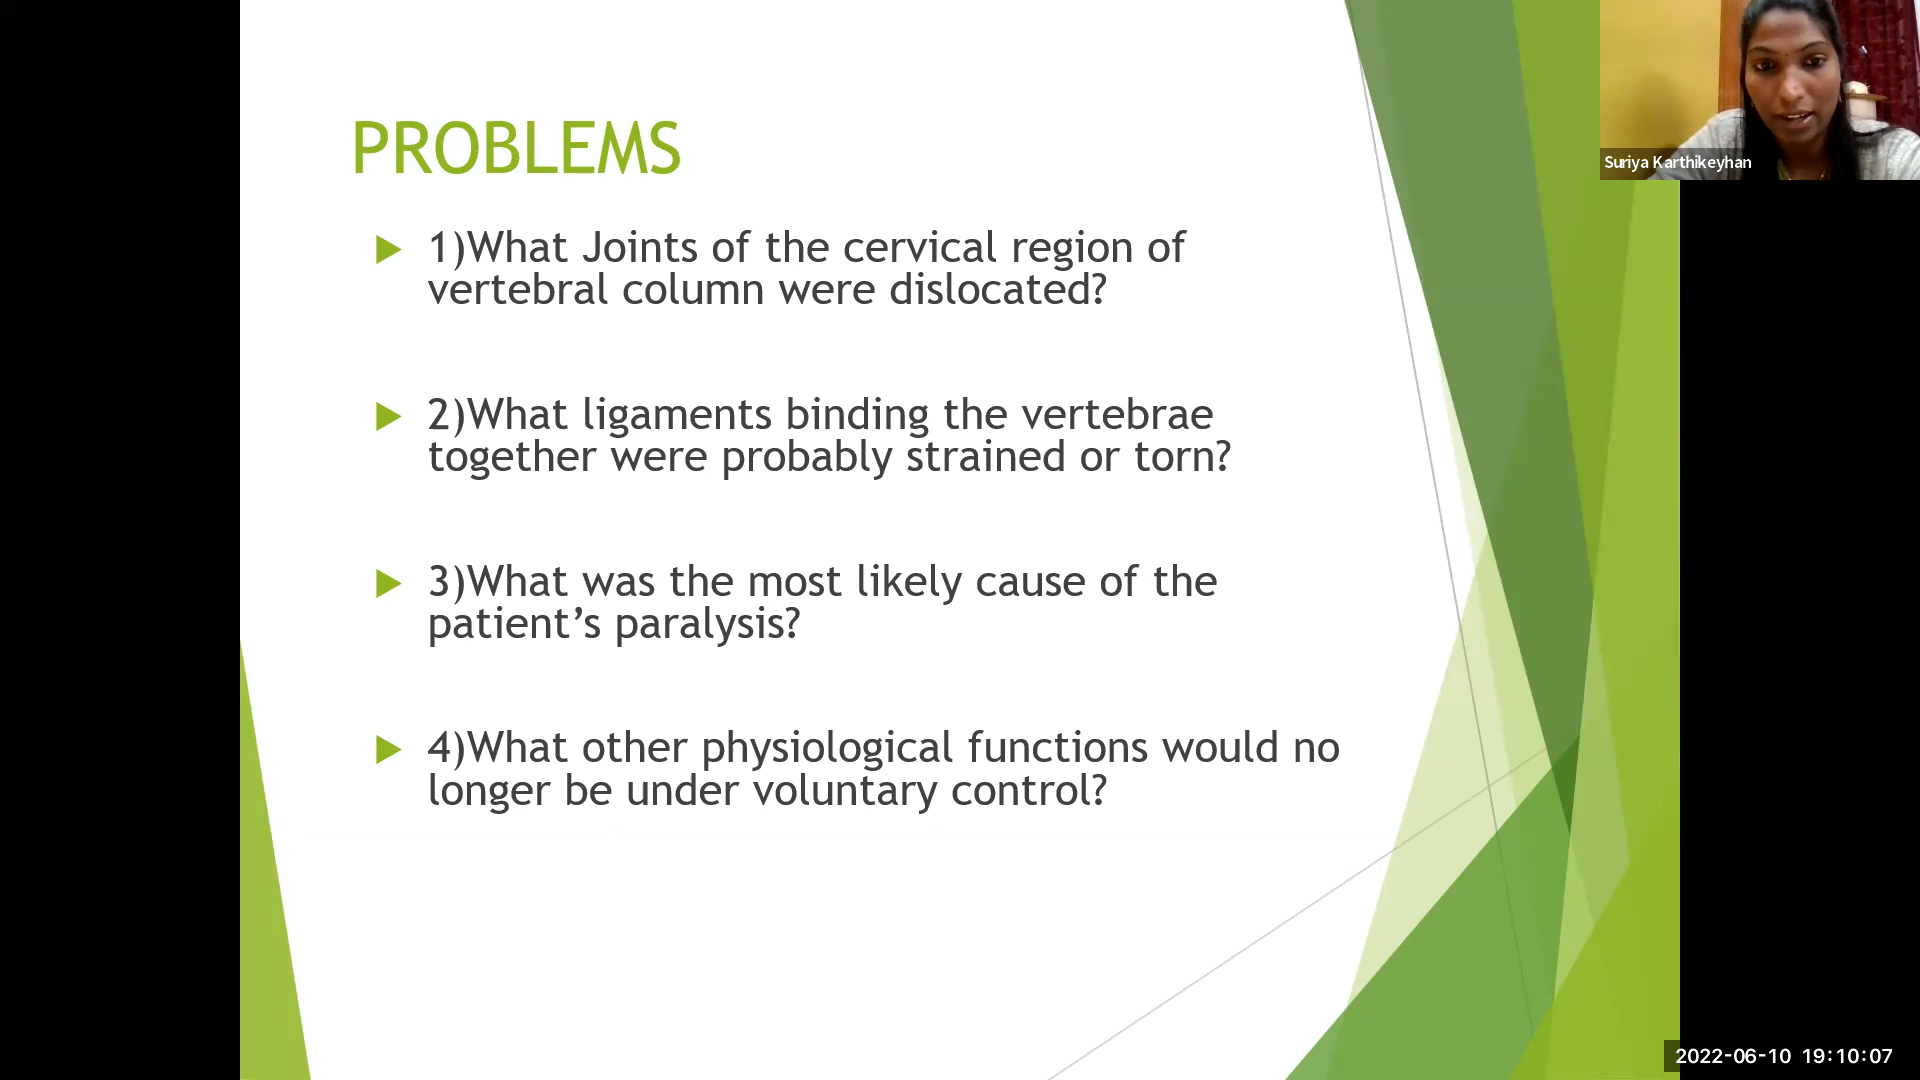 PROBLEMS
1)What Joints of the cervical region of
vertebral column were dislocated?
2)What ligaments binding the vertebrae
together were probably strained or torn?
3)What was the most likely cause of the
patient’s paralysis?
4)What other physiological functions would no
longer be under voluntary control?
Suriya Karthikeyhan
2022-06-10 19:10:07